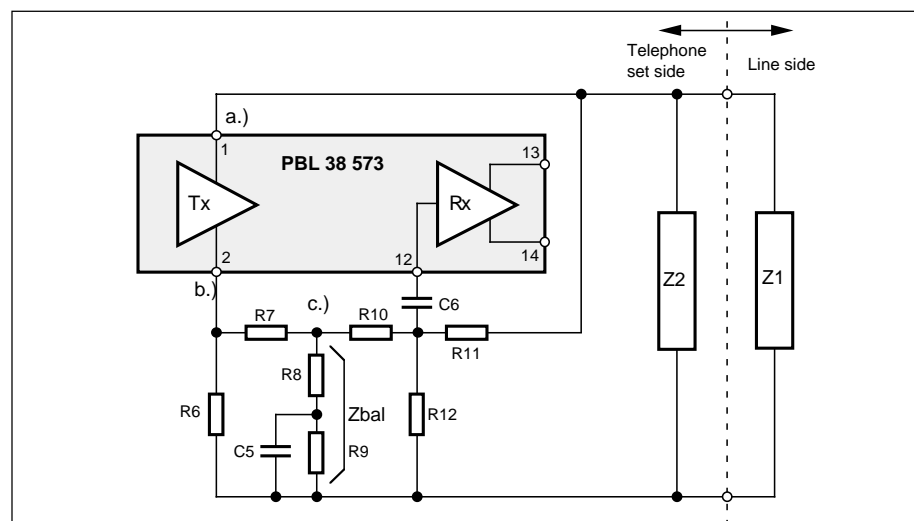 Telephone
set side
Line side
a.)
1
PBL 38 573
13
Tx
Rx
2
12
14
b.)
c.)
C6
Z2
Z1
R7
R10
R11
R8
R6
Zbal
R12
C5
R9